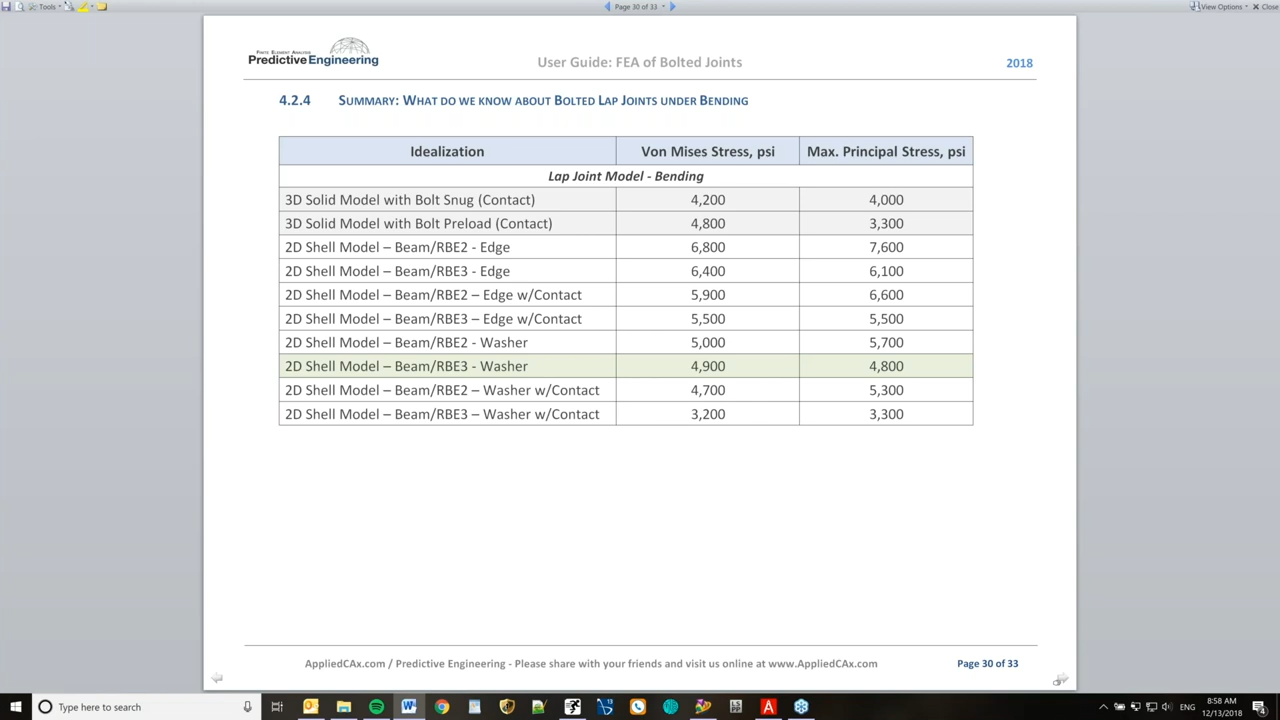 Tools
Page 30 of 33
View Options
Close
FINITE ELEMENT ANALYSIS
Predictive Engineering
User Guide: FEA of Bolted Joints
2018
4.2.4 SUMMARY: WHAT DO WE KNOW ABOUT BOLTED LAP JOINTS UNDER BENDING
Idealization Von Mises Stress, psi Max. Principal Stress, psi
Lap Joint Model - Bending
3D Solid Model with Bolt Snug (Contact) 4,200 4,000
3D Solid Model with Bolt Preload (Contact) 4,800 3,300
2D Shell Model – Beam/RBE2 - Edge 6,800 7,600
2D Shell Model – Beam/RBE3 - Edge 6,400 6,100
2D Shell Model – Beam/RBE2 – Edge w/Contact 5,900 6,600
2D Shell Model – Beam/RBE3 – Edge w/Contact 5,500 5,500
2D Shell Model – Beam/RBE2 - Washer 5,000 5,700
2D Shell Model – Beam/RBE3 - Washer 4,900 4,800
2D Shell Model – Beam/RBE2 – Washer w/Contact 4,700 5,300
2D Shell Model – Beam/RBE3 – Washer w/Contact 3,200 3,300
AppliedCAx.com / Predictive Engineering - Please share with your friends and visit us online at www.AppliedCAx.com
Page 30 of 33
Type here to search
ENG
8:58 AM
12/13/2018